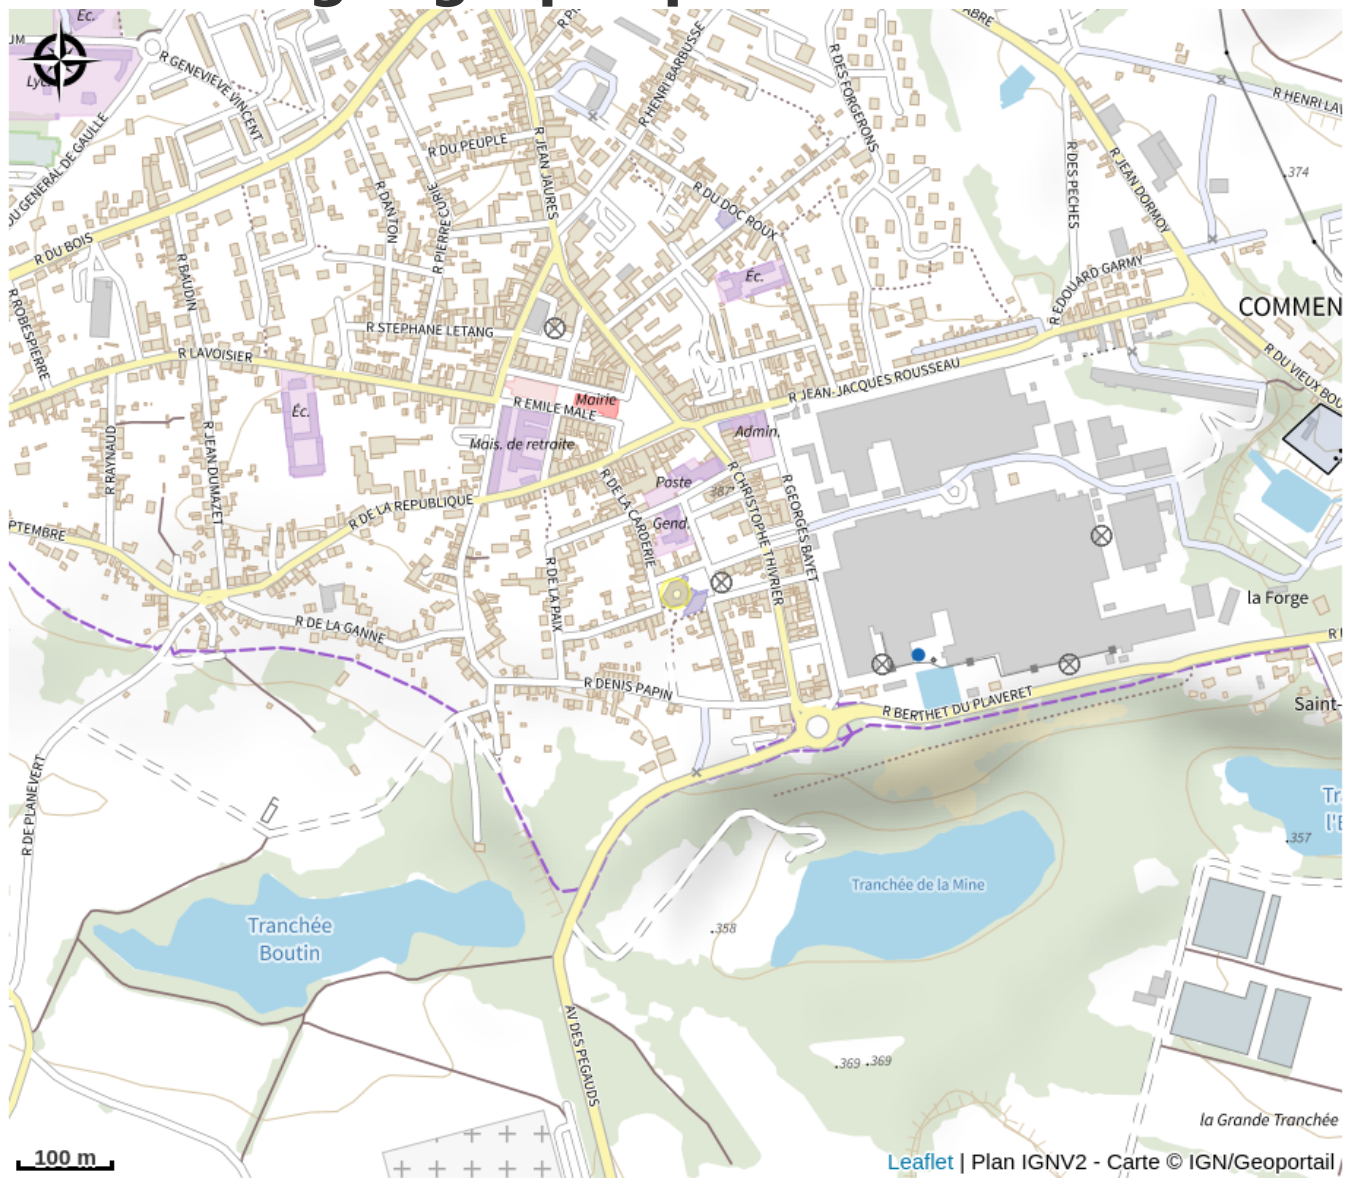 Éc.
Lyc.
R GENEVIEVE VINCENT
DU GENERAL DE GAULLE
R DU BOIS
R ROBESPIERRE
R BAUDIN
R DANTON
R PIERRE CURIE
R DU PEUPLE
R JEAN JAURES
R HENRI BARBUSSE
R DES FORGERONS
R DU DOC ROUX
Éc.
R DES PECHES
R JEAN DORMOY
R HENRI LAV
374
R EDOUARD GARMY
COMMEN
R DU VIEUX BOU
R STEPHANE LETANG
R LAVOISIER
R JEAN-JACQUES ROUSSEAU
Mairie
R EMILE MALE
Éc.
Mais. de retraite
Admin.
R RAYNAUD
R JEAN DUMAZET
R DE LA REPUBLIQUE
PTEMBRE
Poste
387
R DE LA CARDERIE
Gend.
R CHRISTOPHE THIVRIER
R GEORGES BAYET
R DE LA PAIX
R DE LA GANNE
R DENIS PAPIN
la Forge
R BERTHET DU PLAVERET
Saint-
R DE PLANEVERT
Tranchée
Boutin
Tranchée de la Mine
Tr
l'É
357
358
369
369
AV DES PEGAUDS
la Grande Tranchée
100 m
Leaflet | Plan IGNV2 - Carte © IGN/Geoportail